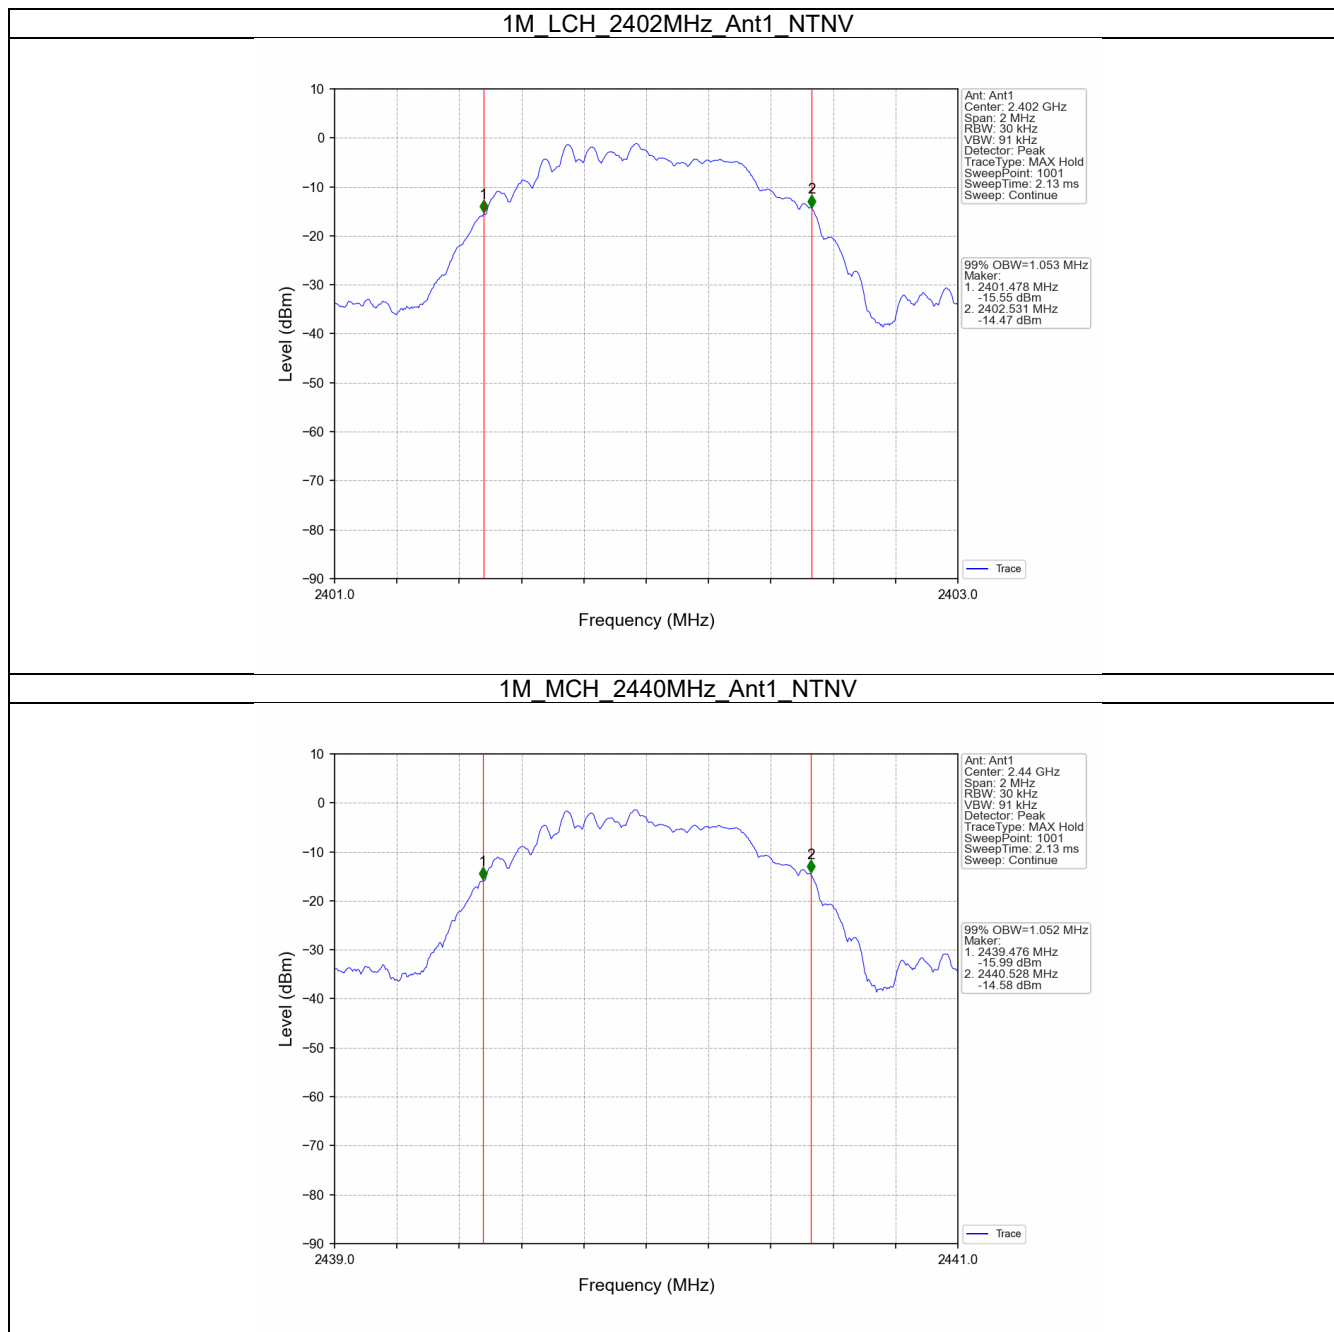 1M_LCH_2402MHz_Ant1_NTNV
10
0
−10
−20
−30
−40
−50
−60
−70
−80
−90
Level (dBm)
1
2
2401.0
2403.0
Frequency (MHz)
Ant: Ant1
Center: 2.402 GHz
Span: 2 MHz
RBW: 30 kHz
VBW: 91 kHz
Detector: Peak
TraceType: MAX Hold
SweepPoint: 1001
SweepTime: 2.13 ms
Sweep: Continue
99% OBW=1.053 MHz
Maker:
1. 2401.478 MHz
-15.55 dBm
2. 2402.531 MHz
-14.47 dBm
Trace
1M_MCH_2440MHz_Ant1_NTNV
10
0
−10
−20
−30
−40
−50
−60
−70
−80
−90
Level (dBm)
1
2
2439.0
2441.0
Frequency (MHz)
Ant: Ant1
Center: 2.44 GHz
Span: 2 MHz
RBW: 30 kHz
VBW: 91 kHz
Detector: Peak
TraceType: MAX Hold
SweepPoint: 1001
SweepTime: 2.13 ms
Sweep: Continue
99% OBW=1.052 MHz
Maker:
1. 2439.476 MHz
-15.99 dBm
2. 2440.528 MHz
-14.58 dBm
Trace